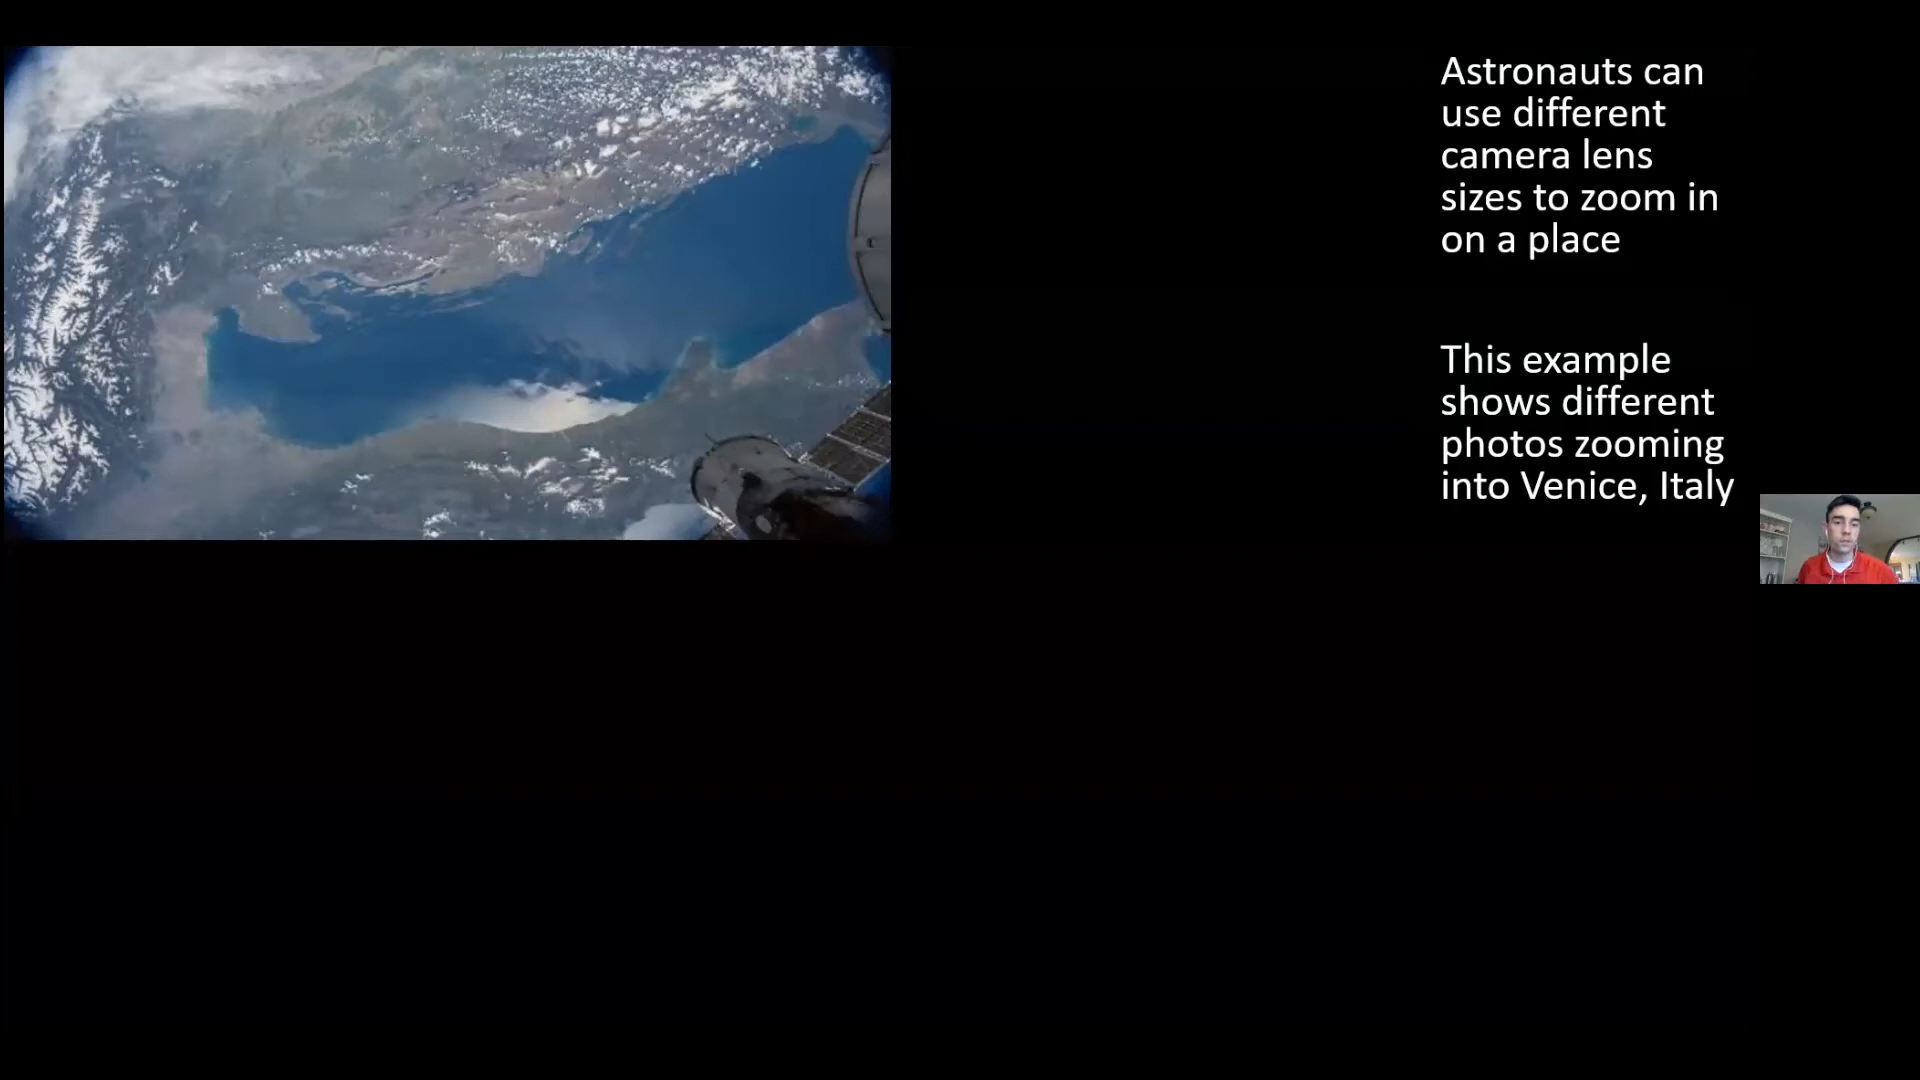 Astronauts can
use different
camera lens
sizes to zoom in
on a place
This example
shows different
photos zooming
into Venice, Italy